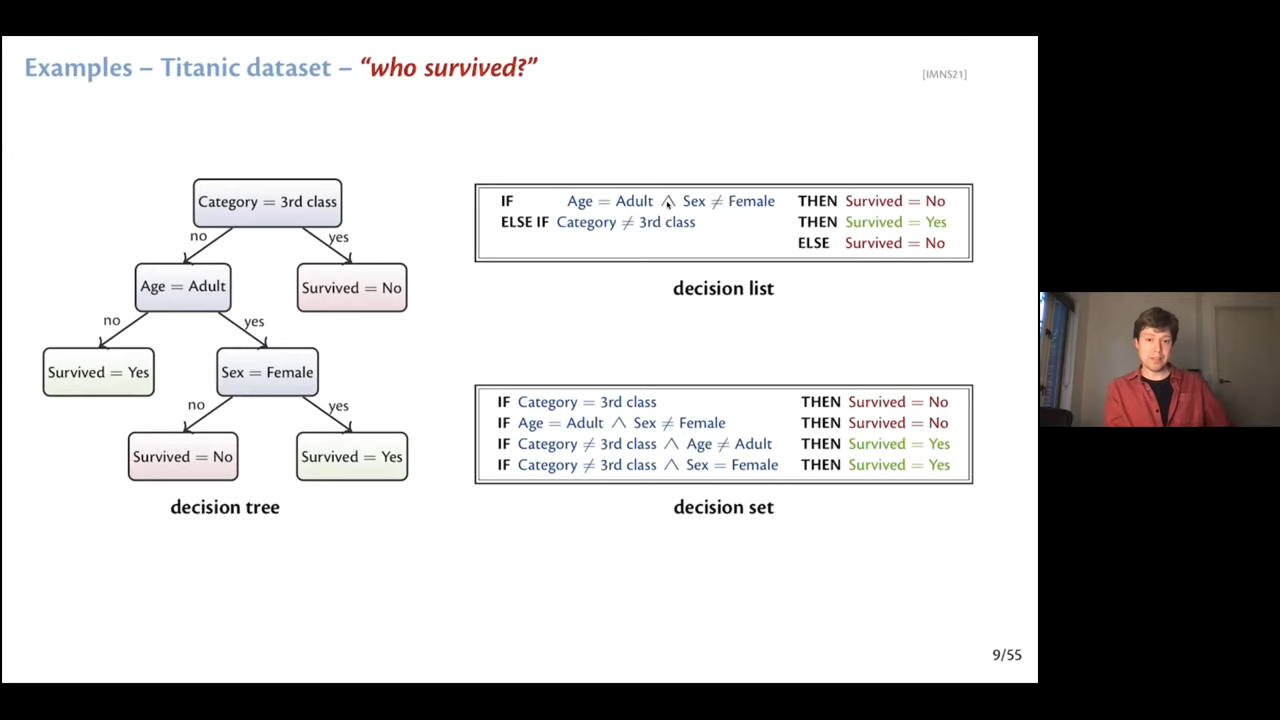 Examples – Titanic dataset – “who survived?”
[IMNS21]
Category = 3rd class
no
yes
Age = Adult
Survived = No
no
yes
Survived = Yes
Sex = Female
no
yes
Survived = No
Survived = Yes
decision tree
IF Age = Adult ∧ Sex ≠ Female THEN Survived = No
ELSE IF Category ≠ 3rd class THEN Survived = Yes
ELSE Survived = No
decision list
IF Category = 3rd class THEN Survived = No
IF Age = Adult ∧ Sex ≠ Female THEN Survived = No
IF Category ≠ 3rd class ∧ Age ≠ Adult THEN Survived = Yes
IF Category ≠ 3rd class ∧ Sex = Female THEN Survived = Yes
decision set
9/55